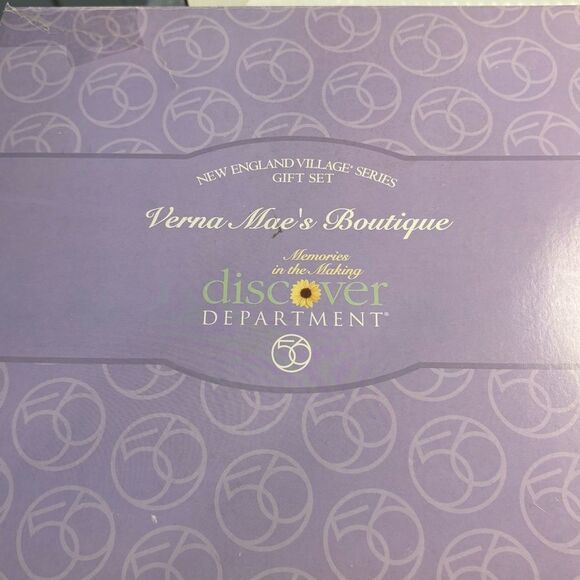 NEW ENGLAND VILLAGE® SERIES
GIFT SET
Verna Mae's Boutique
Memories
in the Making
discover
DEPARTMENT®
56